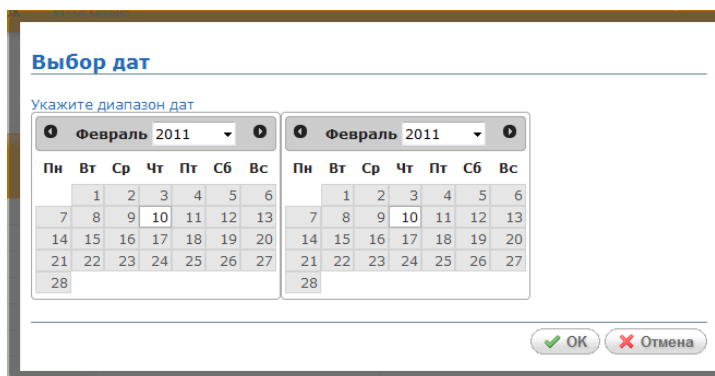 Выбор дат
Укажите диапазон дат
Февраль 2011 Февраль 2011
Пн Вт Ср Чт Пт Сб Вс Пн Вт Ср Чт Пт Сб Вс
1 2 3 4 5 6 1 2 3 4 5 6
7 8 9 10 11 12 13 7 8 9 10 11 12 13
14 15 16 17 18 19 20 14 15 16 17 18 19 20
21 22 23 24 25 26 27 21 22 23 24 25 26 27
28 28
OK Отмена